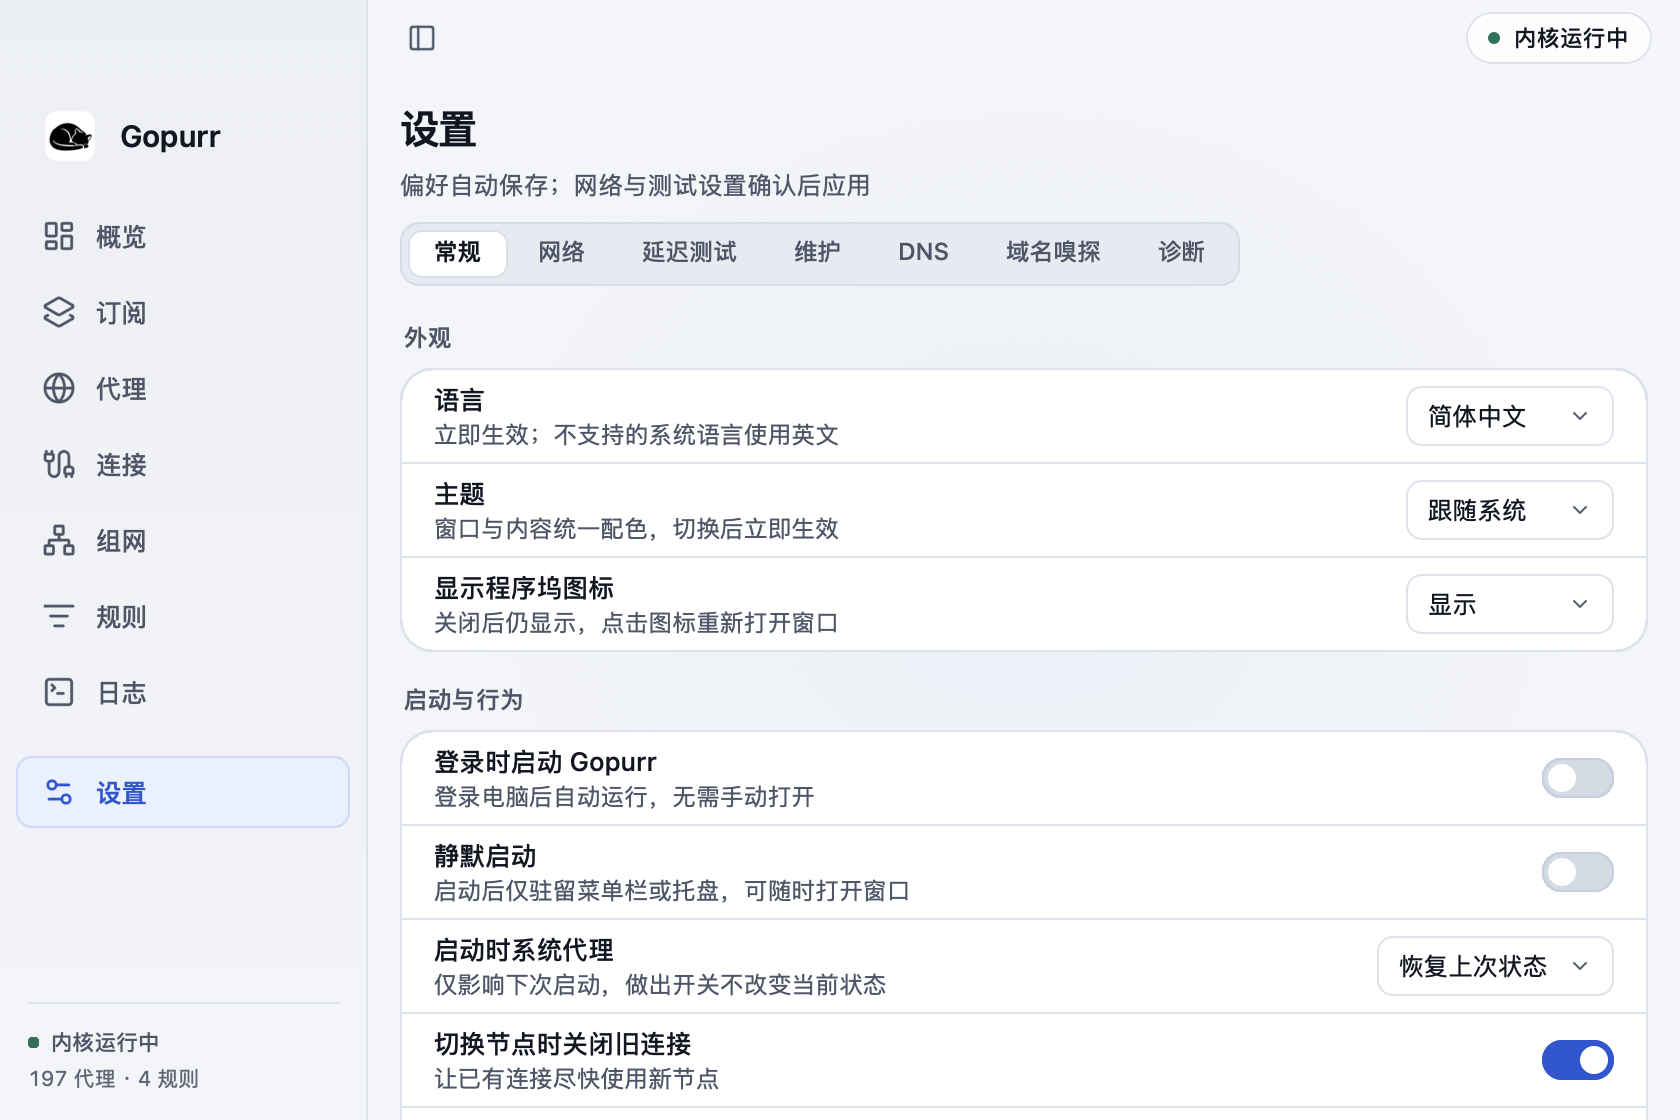 内核运行中
Gopurr
概览
订阅
代理
连接
组网
规则
日志
设置
内核运行中
197 代理 · 4 规则
设置
偏好自动保存；网络与测试设置确认后应用
常规 网络 延迟测试 维护 DNS 域名嗅探 诊断
外观
语言
立即生效；不支持的系统语言使用英文
简体中文
主题
窗口与内容统一配色，切换后立即生效
跟随系统
显示程序坞图标
关闭后仍显示，点击图标重新打开窗口
显示
启动与行为
登录时启动 Gopurr
登录电脑后自动运行，无需手动打开
静默启动
启动后仅驻留菜单栏或托盘，可随时打开窗口
启动时系统代理
仅影响下次启动，做出开关不改变当前状态
恢复上次状态
切换节点时关闭旧连接
让已有连接尽快使用新节点